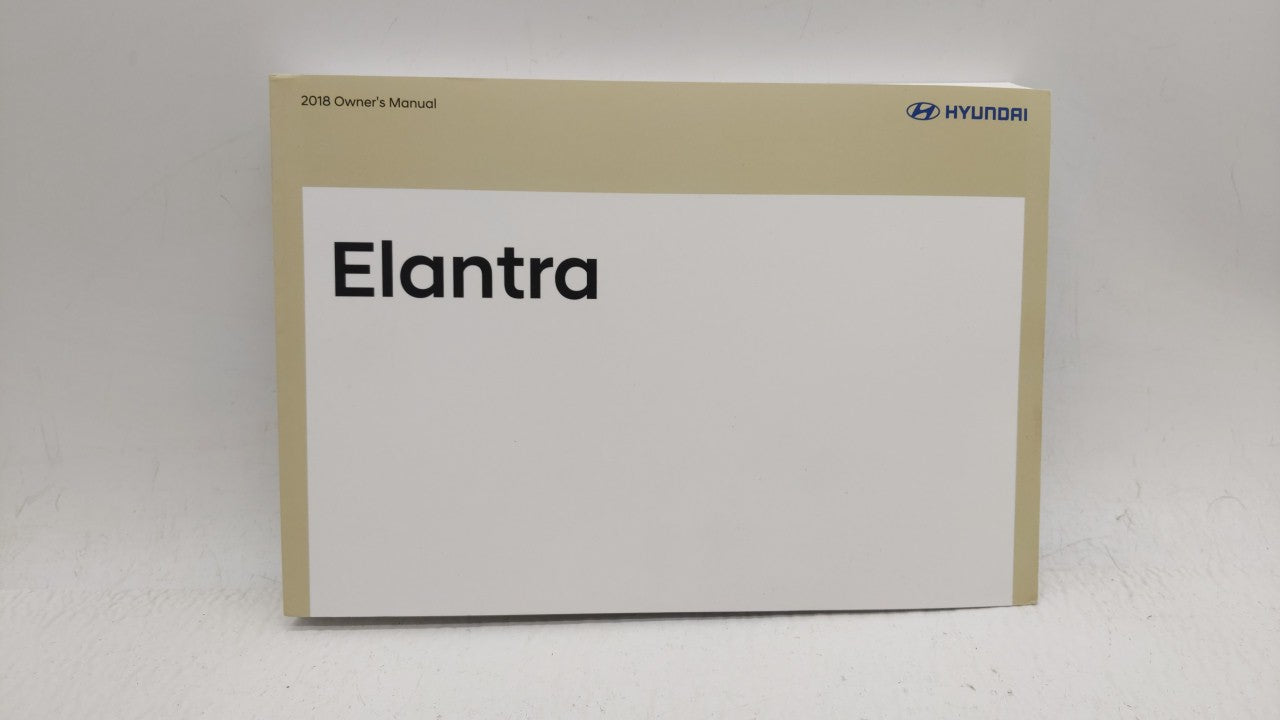 2018 Owner's Manual
HYUNDAI
Elantra